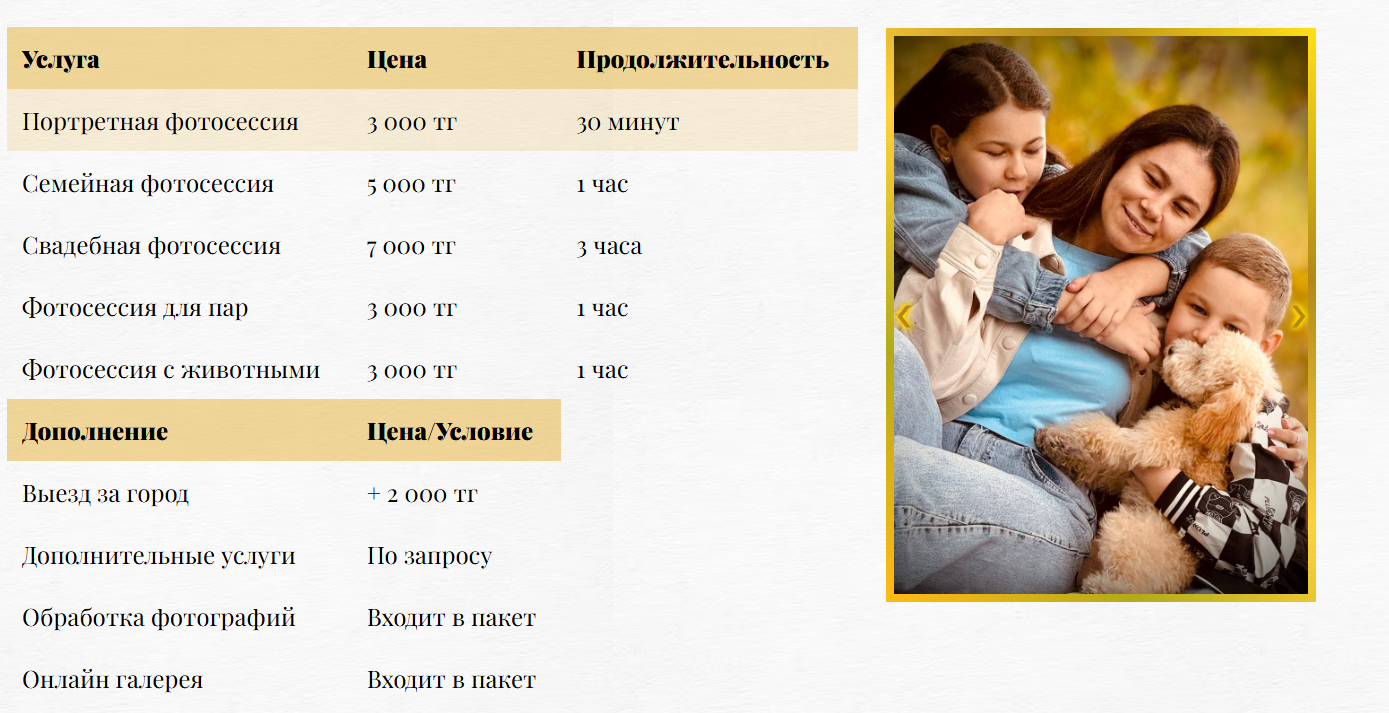 Услуга Цена Продолжительность
Портретная фотосессия 3 000 тг 30 минут
Семейная фотосессия 5 000 тг 1 час
Свадебная фотосессия 7 000 тг 3 часа
Фотосессия для пар 3 000 тг 1 час
Фотосессия с животными 3 000 тг 1 час
Дополнение Цена/Условие
Выезд за город + 2 000 тг
Дополнительные услуги По запросу
Обработка фотографий Входит в пакет
Онлайн галерея Входит в пакет